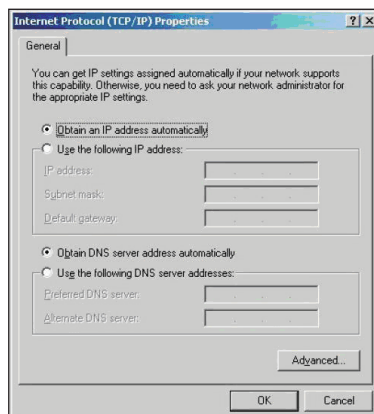 Internet Protocol (TCP/IP) Properties
? x
General
You can get IP settings assigned automatically if your network supports
this capability. Otherwise, you need to ask your network administrator for
the appropriate IP settings.
Obtain an IP address automatically
Use the following IP address:
IP address:
Subnet mask:
Default gateway:
Obtain DNS server address automatically
Use the following DNS server addresses:
Preferred DNS server:
Alternate DNS server:
Advanced...
OK Cancel